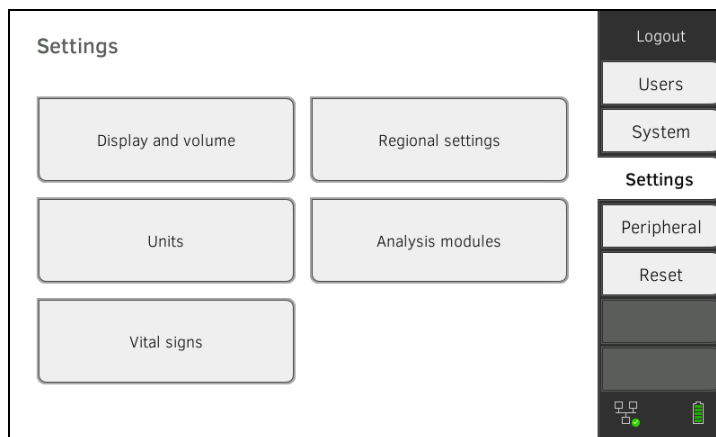 Settings
Display and volume
Regional settings
Units
Analysis modules
Vital signs
Logout
Users
System
Settings
Peripheral
Reset